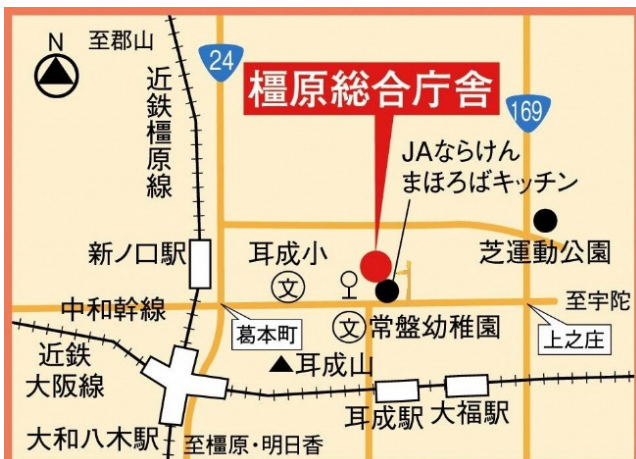 N
至郡山
24
近鉄橿原線
橿原総合庁舎
169
JAならけん
まほろばキッチン
新ノ口駅
耳成小
文
芝運動公園
中和幹線
至宇陀
葛本町
文
常盤幼稚園
上之庄
近鉄
大阪線
耳成山
耳成駅
大福駅
大和八木駅
至橿原・明日香